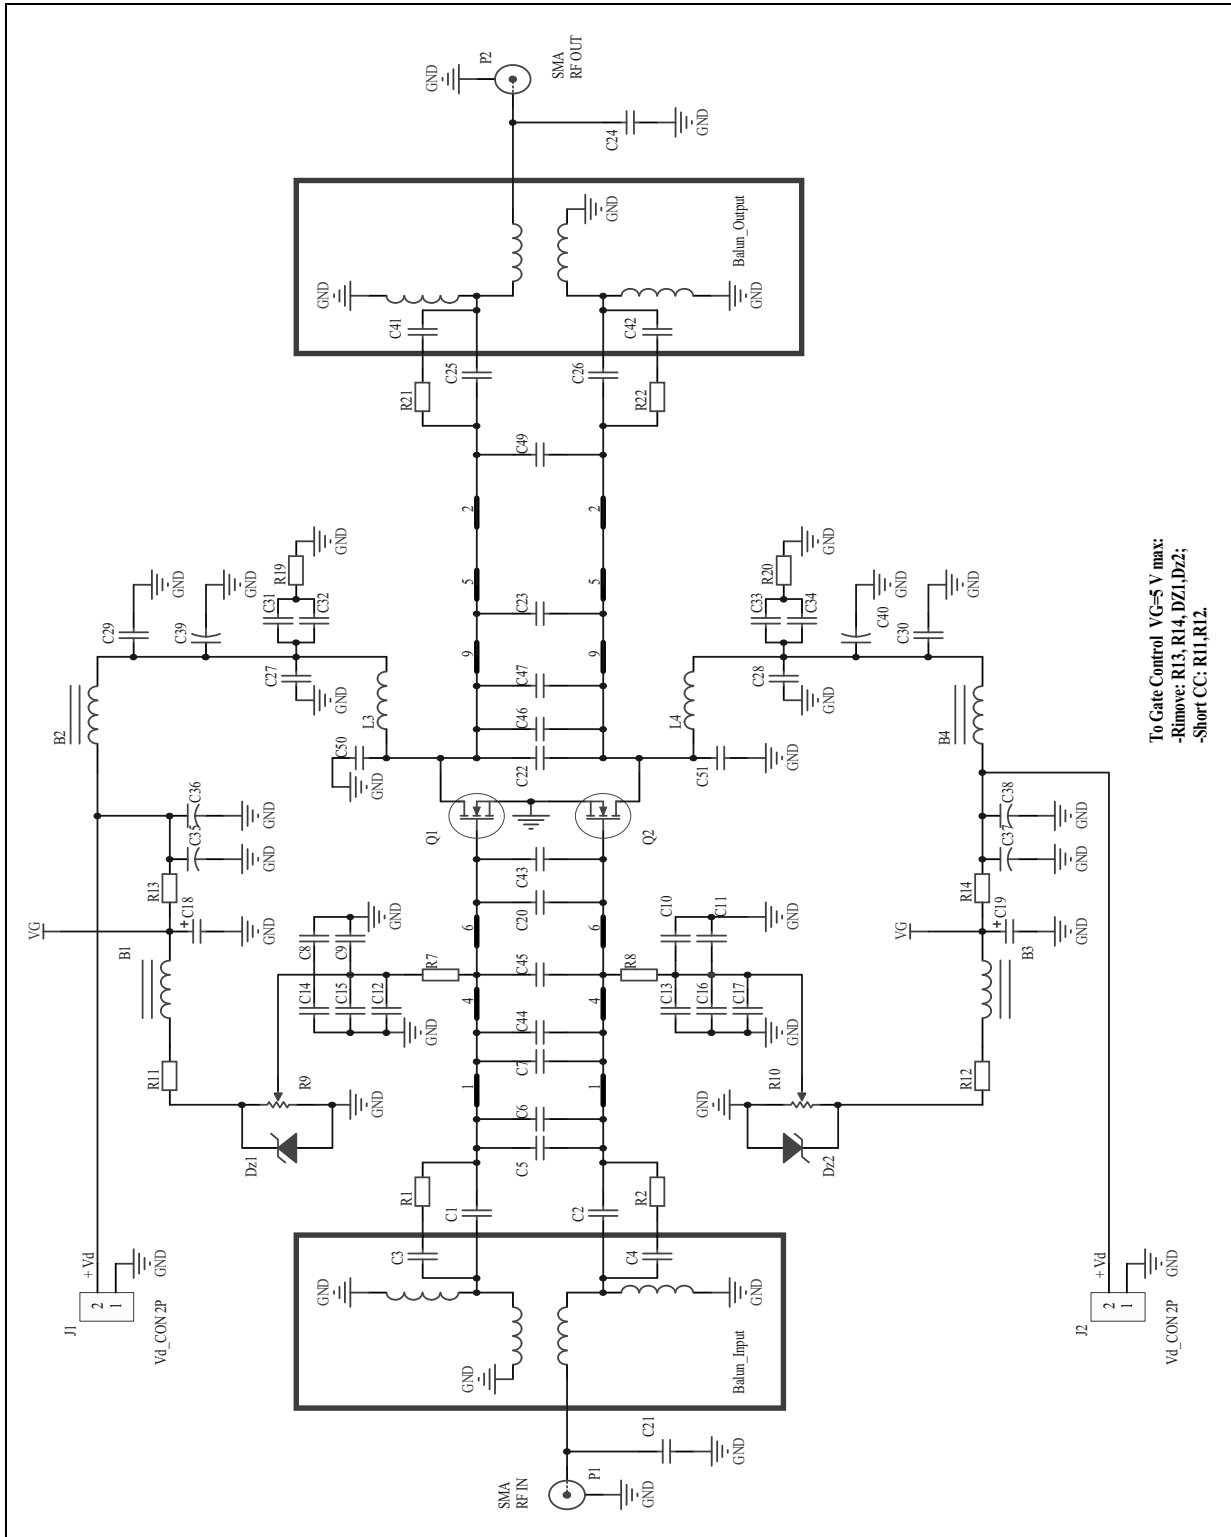 VG
B2
J1
+ Vd
2
1
B1
C29
Vd_CON 2P
GND
R11
R13
GND
C18
C35
C36
C39
GND
GND
GND
GND
Dz1
R9
R19
C31
C27
C32
GND
GND
C14
C8
C15
C9
GND
C12
GND
GND
C50
L3
GND
GND
C3
R1
R7
GND
C41
R21
GND
Q1
C1
C25
GND
1
4
6
9
5
2
P2
SMA
RF OUT
SMA
RF IN
C5
C6
C7
C44
C45
C20
C43
C22
C46
C47
C23
C49
P1
C2
C26
1
4
6
9
5
2
GND
C24
GND
R2
R8
R22
C4
C42
Q2
C21
GND
GND
L4
C51
C13
C10
C16
C11
C17
C28
C33
C34
R20
GND
GND
GND
Balun_Input
Balun_Output
GND
GND
GND
GND
GND
R10
Dz2
C40
GND
C30
GND
VG
B4
R12
R14
C19
C37
C38
B3
GND
GND
GND
J2
+ Vd
2
1
Vd_CON 2P
GND
To Gate Control VG=5 V max:
-Rimove: R13, R14, DZ1,Dz2;
-Short CC: R11,R12.